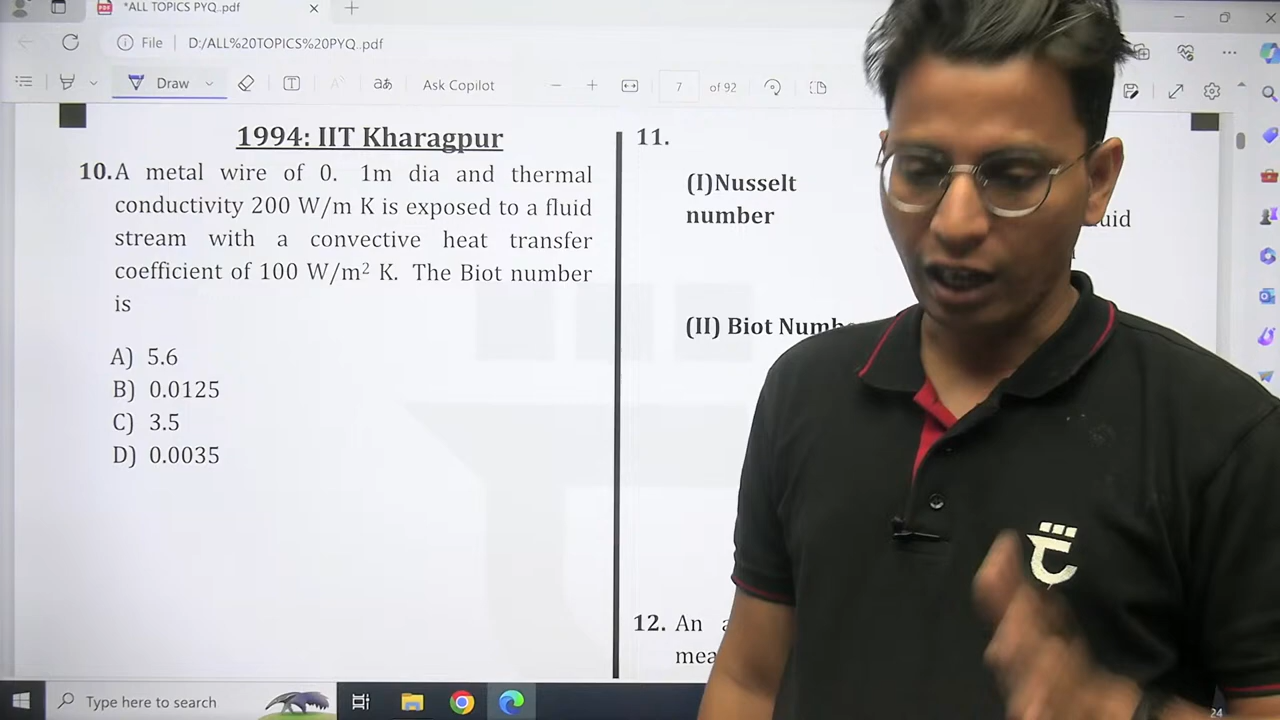 *ALL TOPICS PYQ..pdf
File
D:/ALL%20TOPICS%20PYQ..pdf
Draw
aあ
Ask Copilot
7
of 92
1994: IIT Kharagpur
10.A metal wire of 0. 1m dia and thermal
conductivity 200 W/m K is exposed to a fluid
stream with a convective heat transfer
coefficient of 100 W/m² K. The Biot number
is
A) 5.6
B) 0.0125
C) 3.5
D) 0.0035
11.
(I)Nusselt
number
(II) Biot
12. An
Type here to search